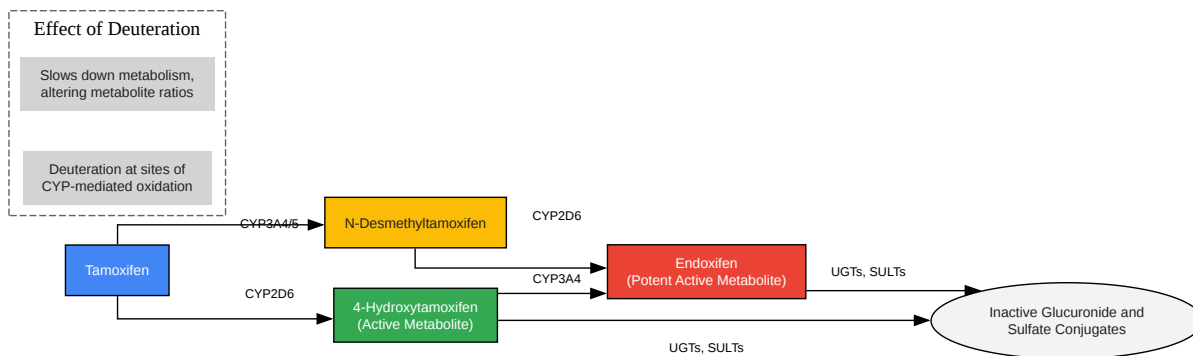 Effect of Deuteration
Slows down metabolism,
altering metabolite ratios
Deuteration at sites of
CYP-mediated oxidation
CYP3A4/5
N-Desmethyltamoxifen
CYP2D6
Tamoxifen
Endoxifen
(Potent Active Metabolite)
UGTs, SULTs
CYP3A4
CYP2D6
4-Hydroxytamoxifen
(Active Metabolite)
Inactive Glucuronide and
Sulfate Conjugates
UGTs, SULTs